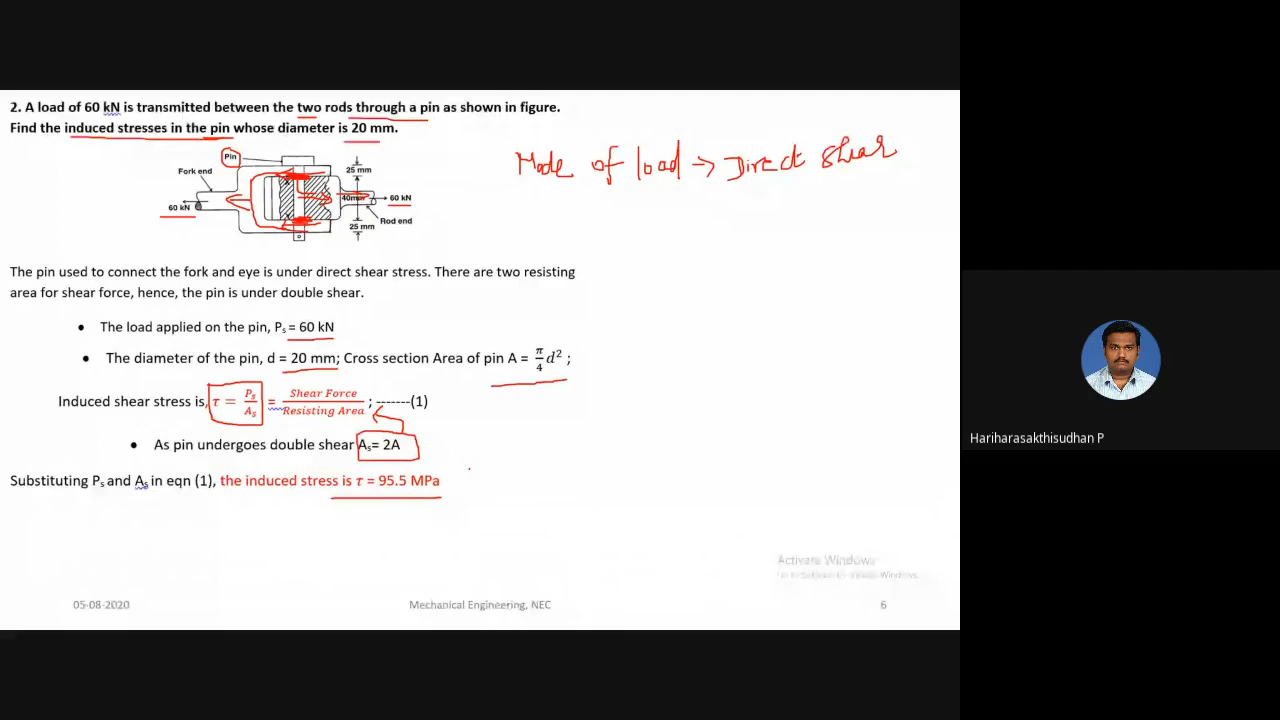 2. A load of 60 kN is transmitted between the two rods through a pin as shown in figure.
Find the induced stresses in the pin whose diameter is 20 mm.
Mode of load → Direct shear
Pin
25 mm
Fork end
40mm
60 kN
60 kN
Rod end
25 mm
The pin used to connect the fork and eye is under direct shear stress. There are two resisting
area for shear force, hence, the pin is under double shear.
• The load applied on the pin, Ps = 60 kN
• The diameter of the pin, d = 20 mm; Cross section Area of pin A = π/4 d² ;
Induced shear stress is, τ = Ps/As = Shear Force/Resisting Area ; -------(1)
• As pin undergoes double shear As= 2A
Substituting Ps and As in eqn (1), the induced stress is τ = 95.5 MPa
Hariharasakthisudhan P
Activate Windows
05-08-2020
Mechanical Engineering, NEC
6